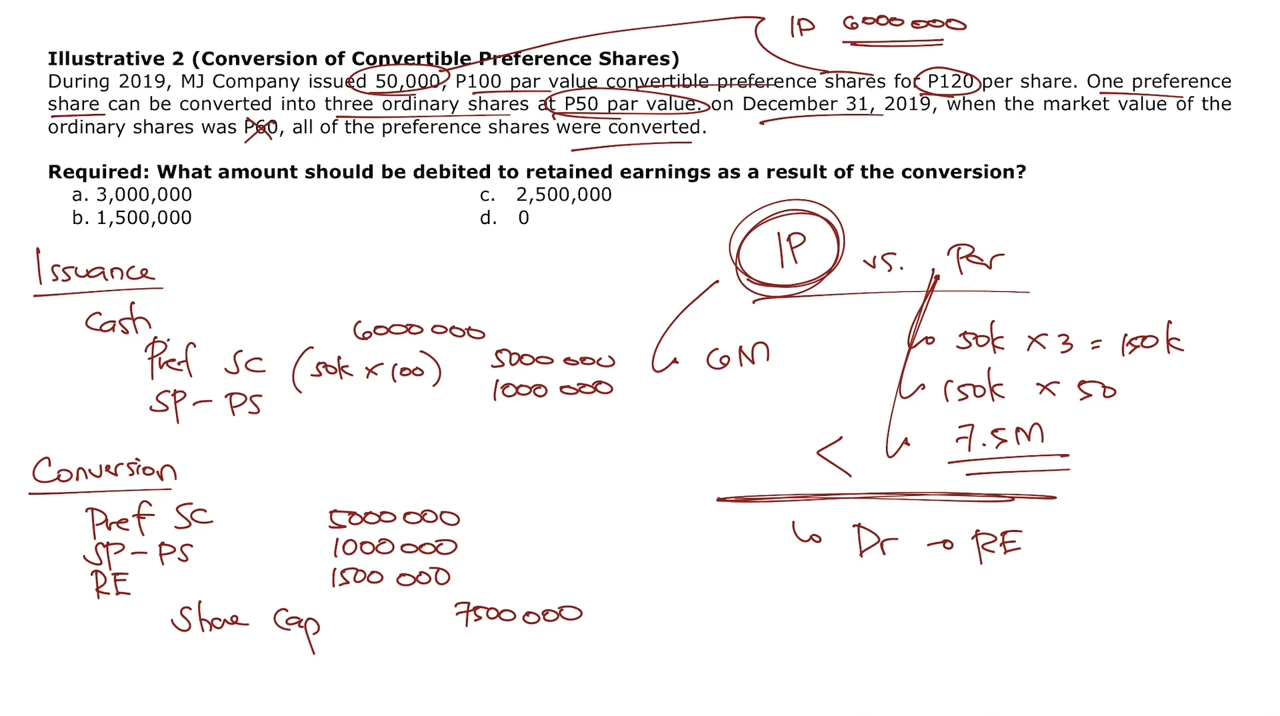 IP 6000000
Illustrative 2 (Conversion of Convertible Preference Shares)
During 2019, MJ Company issued 50,000, P100 par value convertible preference shares for P120 per share. One preference
share can be converted into three ordinary shares at P50 par value. on December 31, 2019, when the market value of the
ordinary shares was P60, all of the preference shares were converted.
Required: What amount should be debited to retained earnings as a result of the conversion?
a. 3,000,000
c. 2,500,000
b. 1,500,000
d. 0
Issuance
Cash 6000000
Pref SC (50k x 100) 5000000
SP - PS 1000000
Conversion
Pref SC 5000000
SP - PS 1000000
RE 1500000
Share Cap 7500000
IP vs. Par
6M
50k x 3 = 150k
150k x 50
< 7.5M
Dr → RE